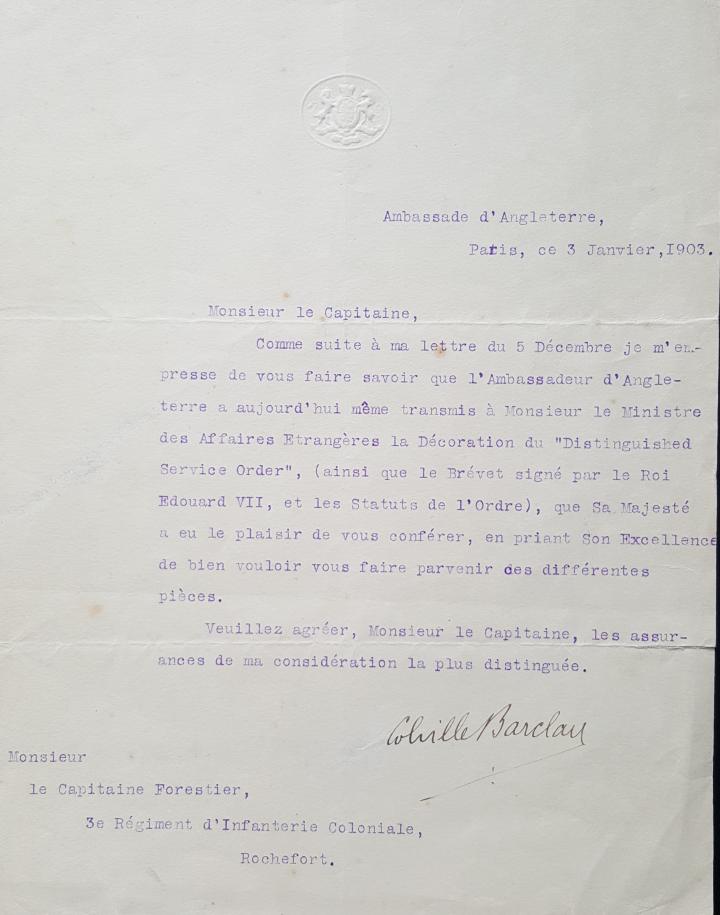 Ambassade d'Angleterre,
Paris, ce 3 Janvier,I903.
Monsieur le Capitaine,
Comme suite à ma lettre du 5 Décembre je m'em-
presse de vous faire savoir que l'Ambassadeur d'Angle-
terre a aujourd'hui même transmis à Monsieur le Ministre
des Affaires Etrangères la Décoration du "Distinguished
Service Order", (ainsi que le Brévet signé par le Roi
Edouard VII, et les Statuts de l'Ordre), que Sa Majesté
a eu le plaisir de vous conférer, en priant Son Excellence
de bien vouloir vous faire parvenir ces différentes
pièces.
Veuillez agréer, Monsieur le Capitaine, les assur-
ances de ma considération la plus distinguée.
Colville Barclay
Monsieur
le Capitaine Forestier,
3e Régiment d'Infanterie Coloniale,
Rochefort.